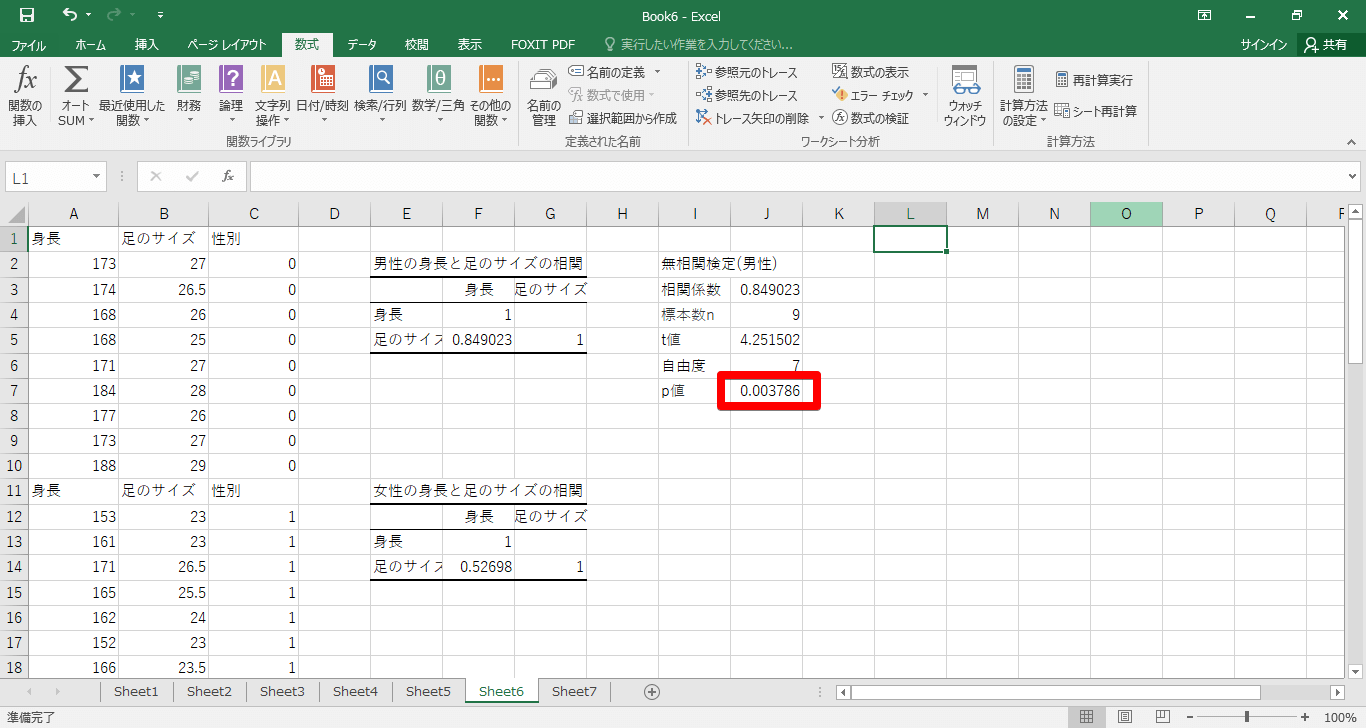 Book6 - Excel
ファイル ホーム 挿入 ページ レイアウト 数式 データ 校閲 表示 FOXIT PDF 実行したい作業を入力してください... サインイン 共有
fx Σ ★ ? A θ
関数の 挿入
オート SUM
最近使用した 関数
財務
論理
文字列 操作
日付/時刻
検索/行列
数学/三角
その他の 関数
関数ライブラリ
名前の 管理
名前の定義
数式で使用
選択範囲から作成
定義された名前
参照元のトレース
参照先のトレース
トレース矢印の削除
数式の表示
エラー チェック
数式の検証
ウォッチ ウィンドウ
ワークシート分析
計算方法 の設定
再計算実行
シート再計算
計算方法
L1 fx
A B C D E F G H I J K L M N O P Q
1 身長 足のサイズ 性別
2 173 27 0 男性の身長と足のサイズの相関 無相関検定(男性)
3 174 26.5 0 身長 足のサイズ 相関係数 0.849023
4 168 26 0 身長 1 標本数n 9
5 168 25 0 足のサイズ 0.849023 1 t値 4.251502
6 171 27 0 自由度 7
7 184 28 0 p値 0.003786
8 177 26 0
9 173 27 0
10 188 29 0
11 身長 足のサイズ 性別 女性の身長と足のサイズの相関
12 153 23 1 身長 足のサイズ
13 161 23 1 身長 1
14 171 26.5 1 足のサイズ 0.52698 1
15 165 25.5 1
16 162 24 1
17 152 23 1
18 166 23.5 1
Sheet1 Sheet2 Sheet3 Sheet4 Sheet5 Sheet6 Sheet7
準備完了 100%